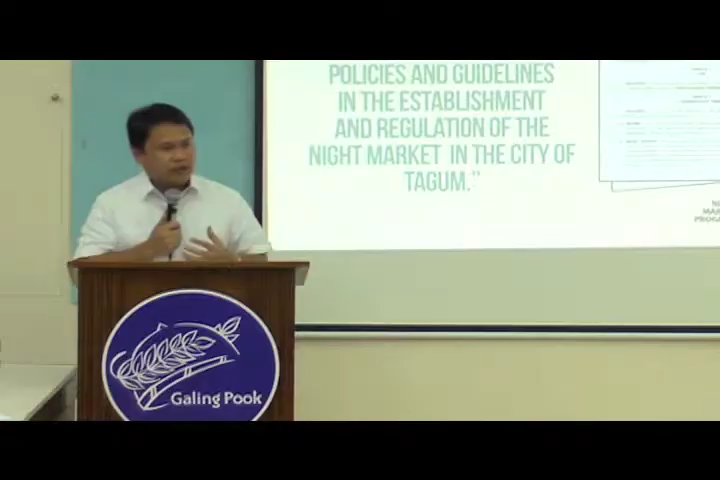 POLICIES AND GUIDELINES
IN THE ESTABLISHMENT
AND REGULATION OF THE
NIGHT MARKET IN THE CITY OF
TAGUM."
Galing Pook